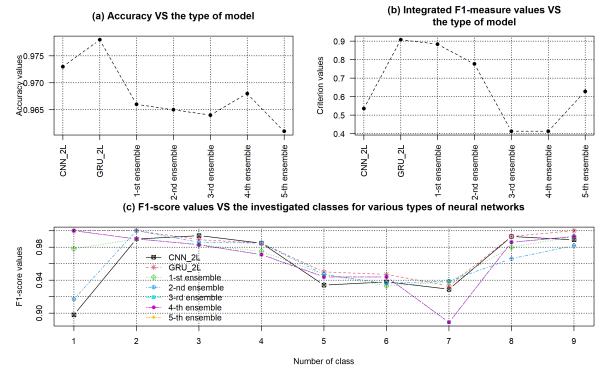 (a) Accuracy VS the type of model
Accuracy values
0.975
0.970
0.965
CNN_2L
GRU_2L
1-st ensemble
2-nd ensemble
3-rd ensemble
4-th ensemble
5-th ensemble
(b) Integrated F1-measure values VS
the type of model
Criterion values
0.9
0.8
0.7
0.6
0.5
0.4
CNN_2L
GRU_2L
1-st ensemble
2-nd ensemble
3-rd ensemble
4-th ensemble
5-th ensemble
(c) F1-score values VS the investigated classes for various types of neural networks
F1-score values
0.98
0.94
0.90
CNN_2L
GRU_2L
1-st ensemble
2-nd ensemble
3-rd ensemble
4-th ensemble
5-th ensemble
1 2 3 4 5 6 7 8 9
Number of class